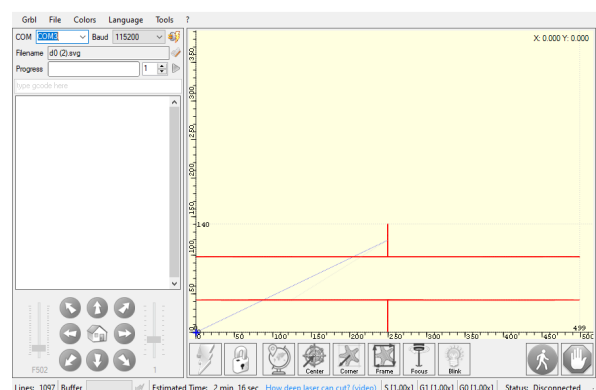 Grbl File Colors Language Tools ?
COM COM3 Baud 115200
X: 0.000 Y: 0.000
Filename d0 (2).svg
Progress 1
type gcode here
350
300
250
200
150
140
100
50
499
0 50 100 150 200 250 300 350 400 450 500
Center Corner Frame Focus Blink
F502 1
Lines: 1097 Buffer Estimated Time: 2 min, 16 sec How deep laser can cut? (video) S [1.00x] G1 [1.00x] G0 [1.00x] Status: Disconnected